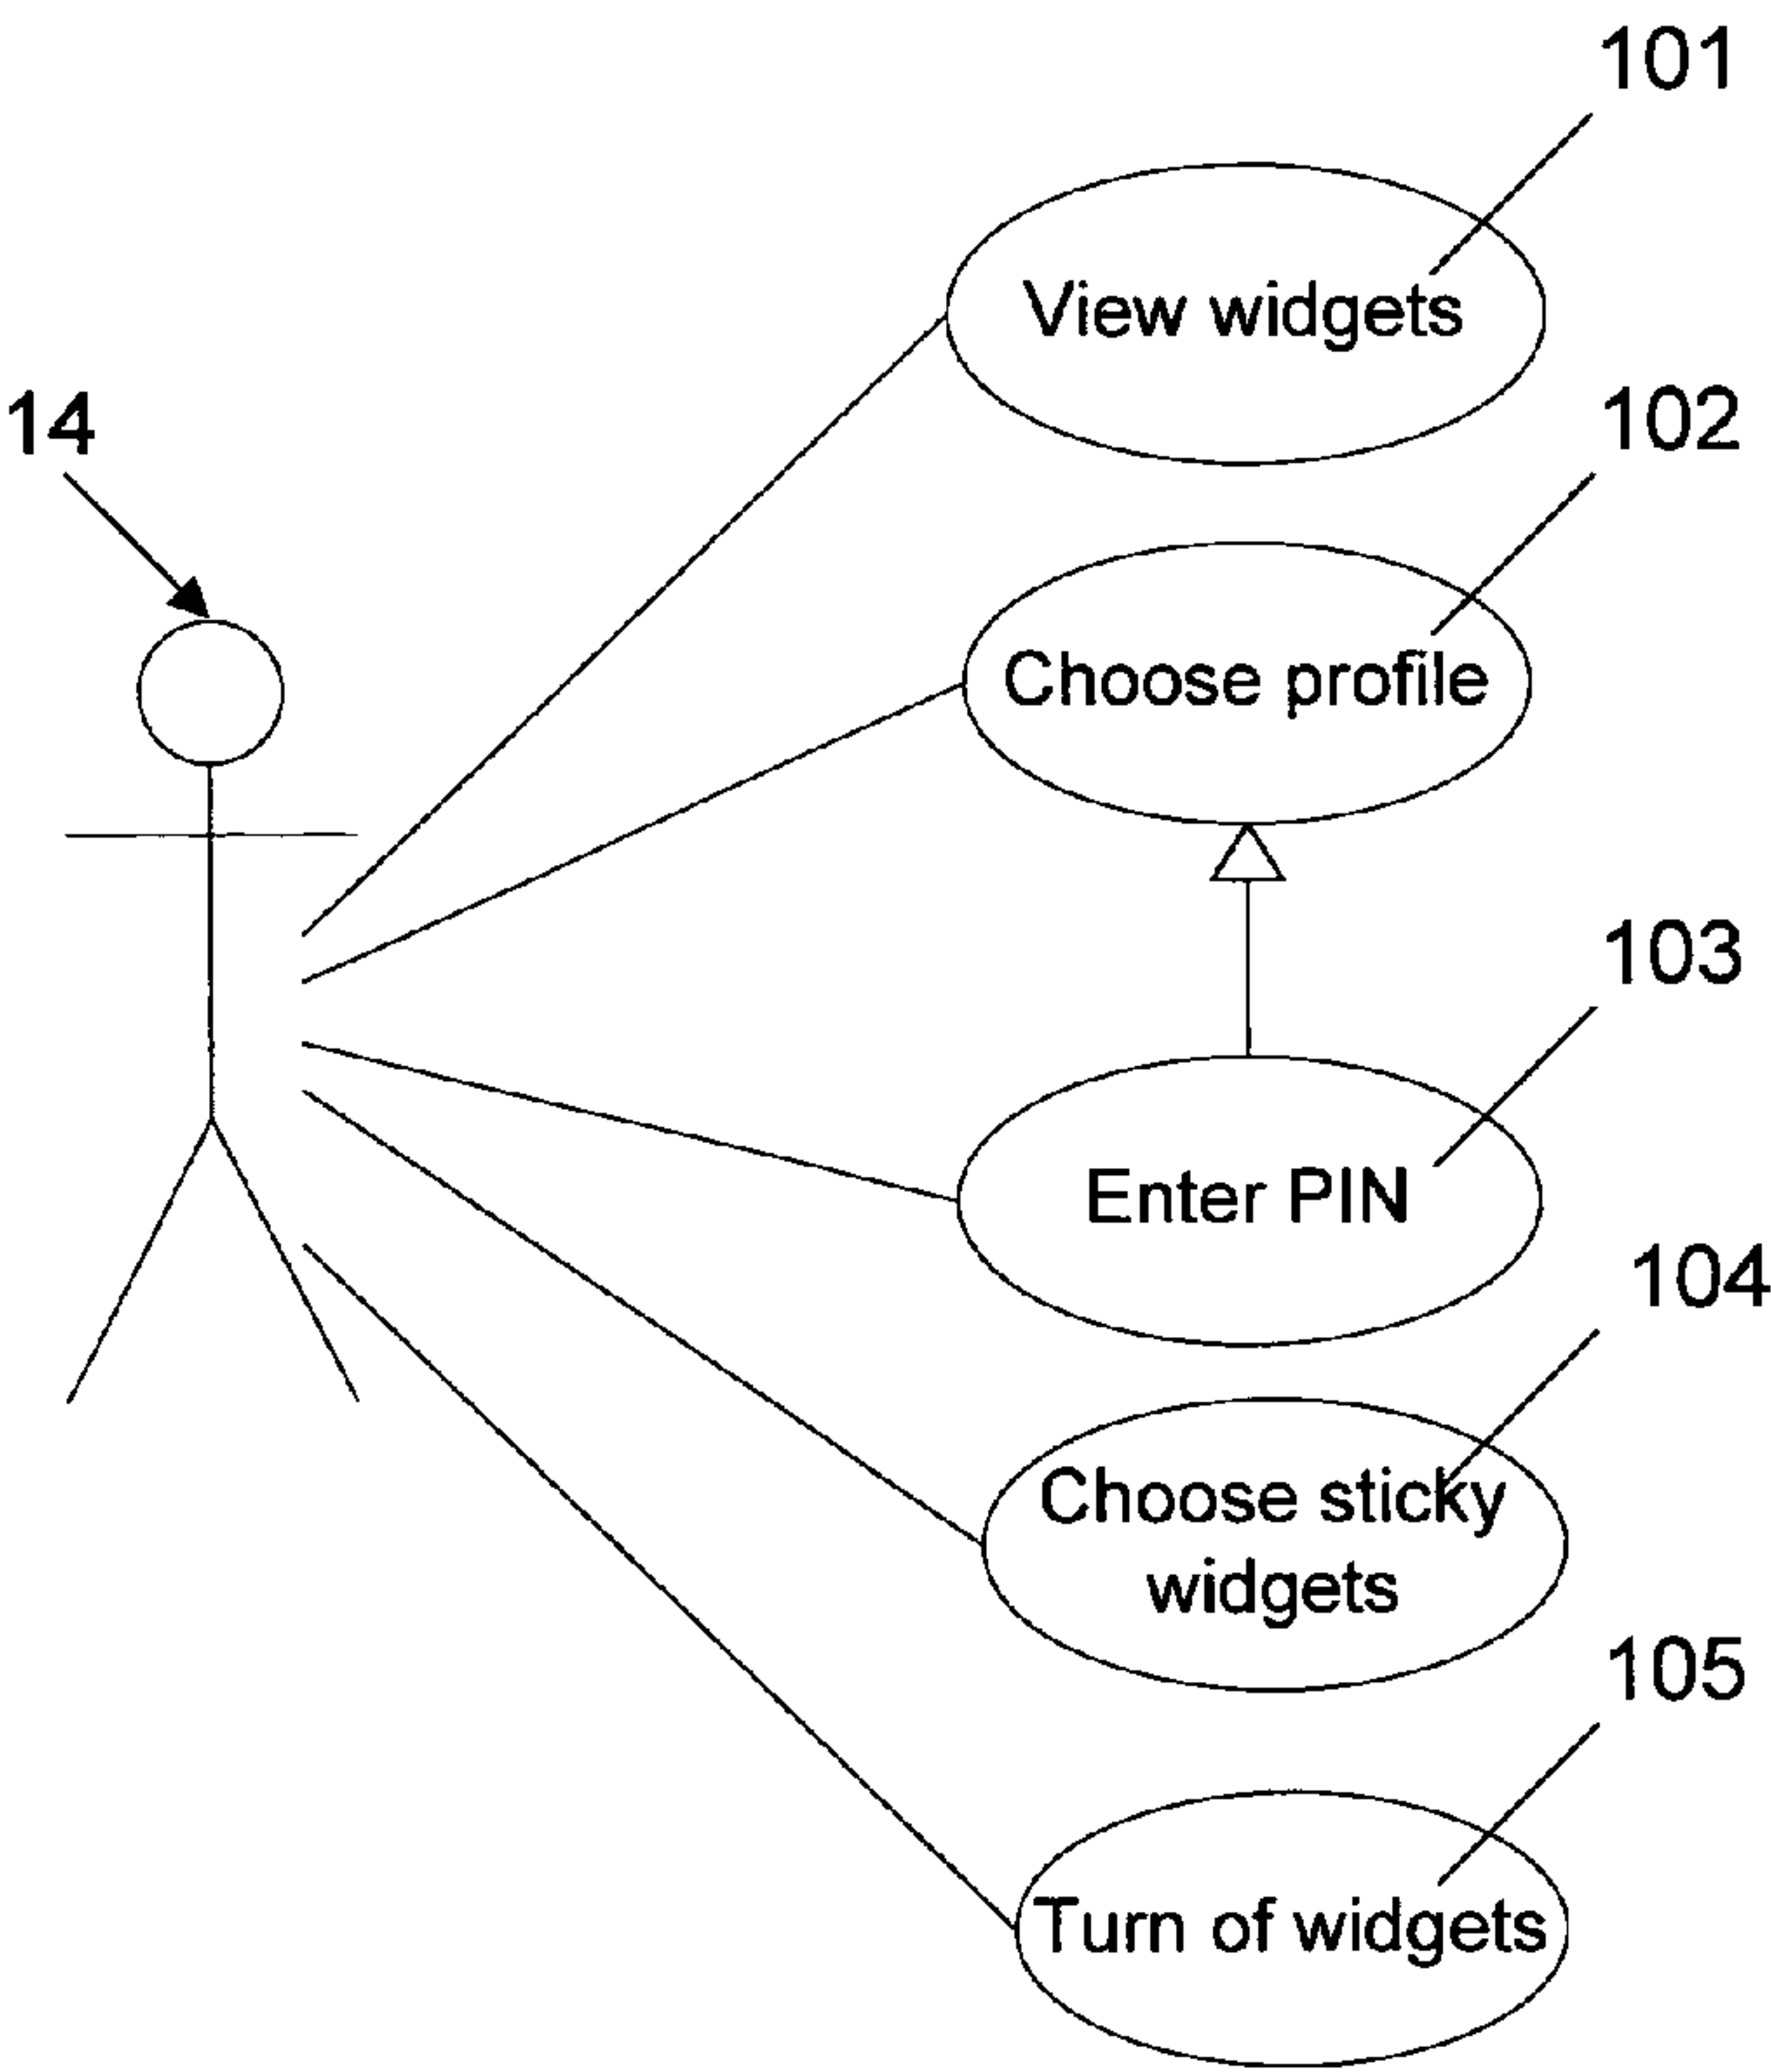 101
View widgets
14
102
Choose profile
103
Enter PIN
104
Choose sticky
widgets
105
Turn of widgets